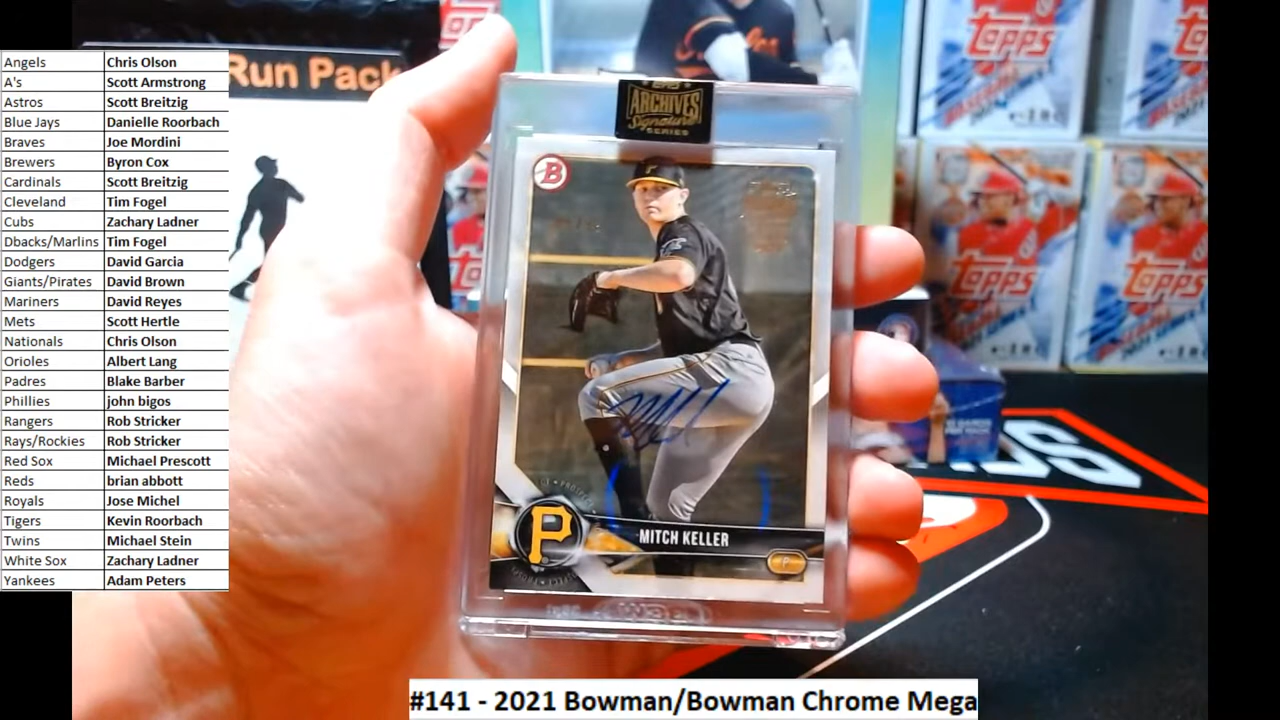 Angels Chris Olson
A's Scott Armstrong
Astros Scott Breitzig
Blue Jays Danielle Roorbach
Braves Joe Mordini
Brewers Byron Cox
Cardinals Scott Breitzig
Cleveland Tim Fogel
Cubs Zachary Ladner
Dbacks/Marlins Tim Fogel
Dodgers David Garcia
Giants/Pirates David Brown
Mariners David Reyes
Mets Scott Hertle
Nationals Chris Olson
Orioles Albert Lang
Padres Blake Barber
Phillies john bigos
Rangers Rob Stricker
Rays/Rockies Rob Stricker
Red Sox Michael Prescott
Reds brian abbott
Royals Jose Michel
Tigers Kevin Roorbach
Twins Michael Stein
White Sox Zachary Ladner
Yankees Adam Peters
Run Pack
TOPPS
ARCHIVES
Signature
SERIES
B
P
P
MITCH KELLER
P
Topps
Topps
Topps
Topps
#141 - 2021 Bowman/Bowman Chrome Mega